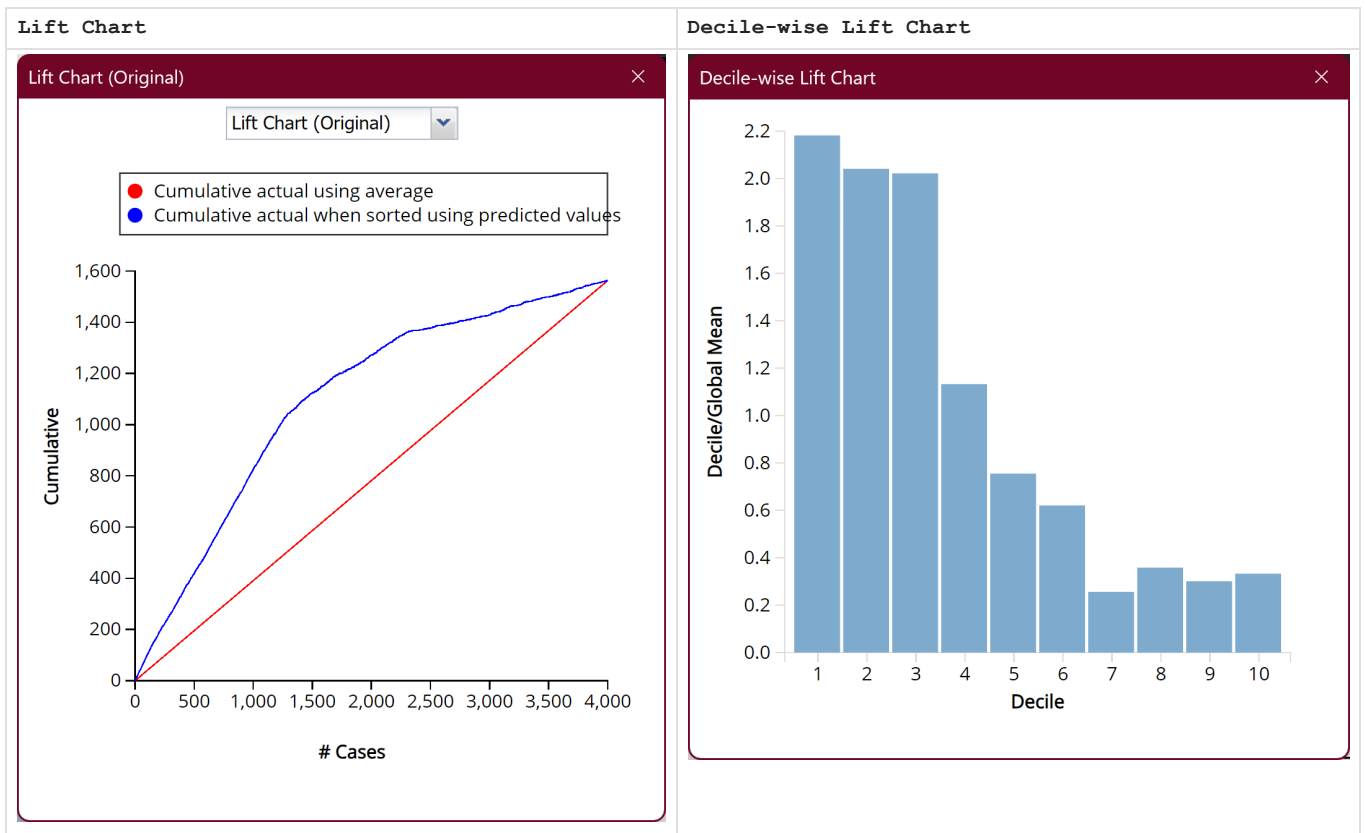 Lift Chart
Decile-wise Lift Chart
Lift Chart (Original)
Lift Chart (Original)
Cumulative actual using average
Cumulative actual when sorted using predicted values
1,600
1,400
1,200
1,000
800
600
400
200
0
Cumulative
0 500 1,000 1,500 2,000 2,500 3,000 3,500 4,000
# Cases
Decile-wise Lift Chart
2.2
2.0
1.8
1.6
1.4
1.2
1.0
0.8
0.6
0.4
0.2
0.0
Decile/Global Mean
1 2 3 4 5 6 7 8 9 10
Decile